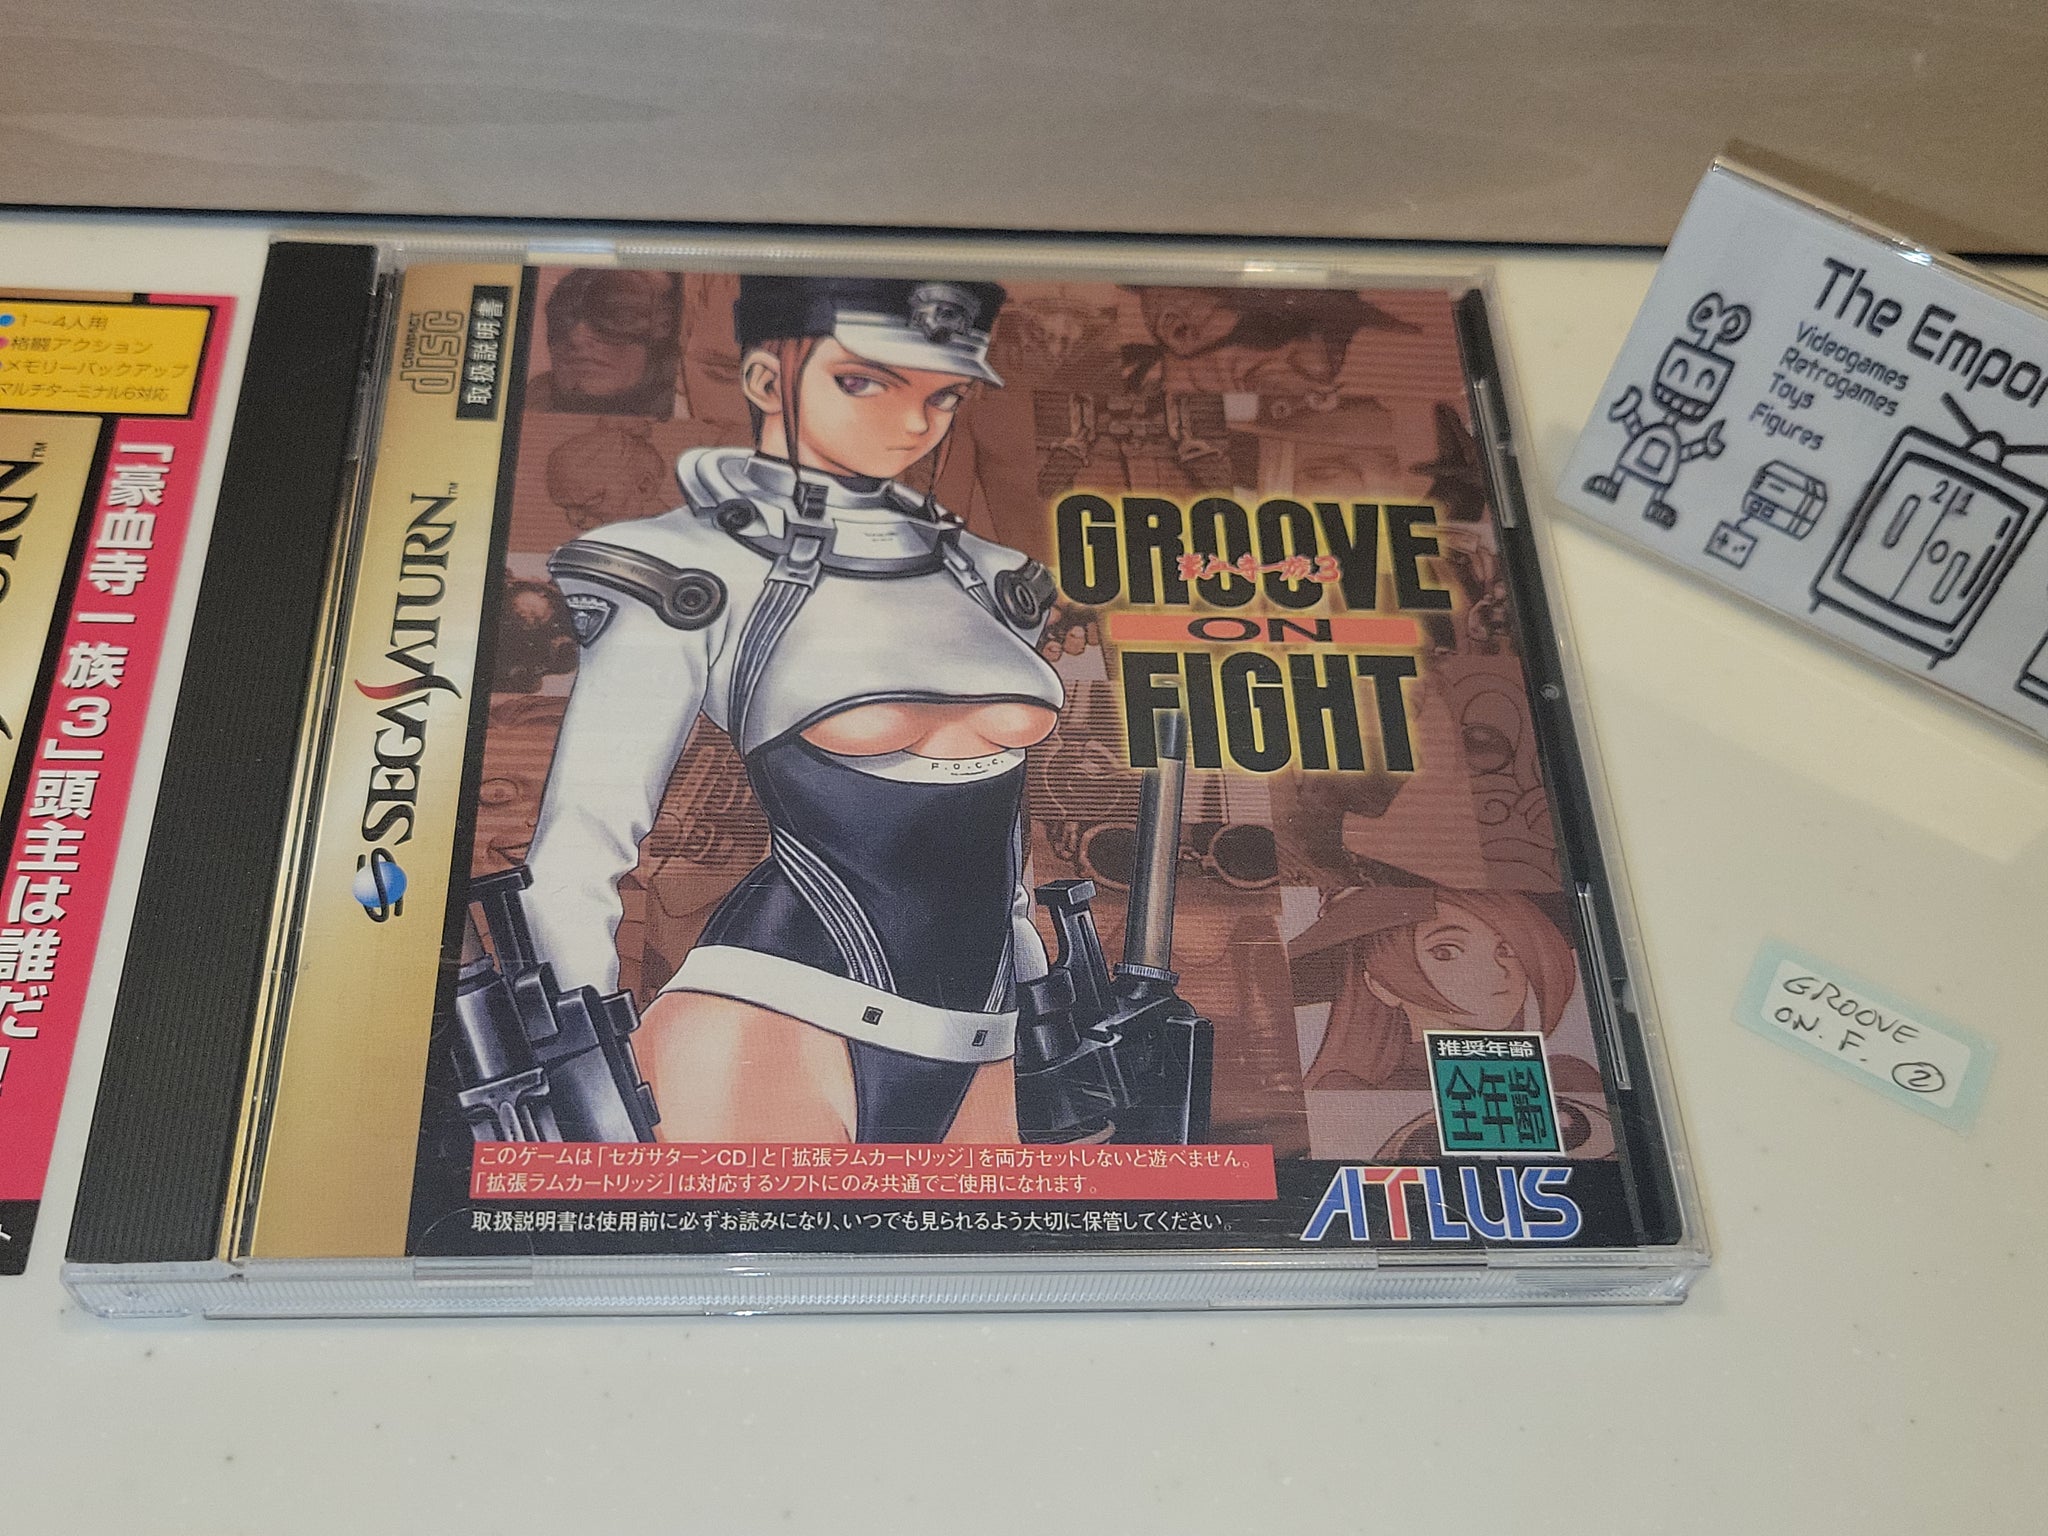 1〜4人用
格闘アクション
メモリーバックアップ
マルチターミナル6対応
「豪血寺一族3」頭主は誰だ!
COMPACT
disc
取扱説明書
SEGA SATURN™
GROOVE
豪血寺一族3
ON
FIGHT
F.O.C.C.
推奨年齢
全年齢
このゲームは「セガサターンCD」と「拡張ラムカートリッジ」を両方セットしないと遊べません。
「拡張ラムカートリッジ」は対応するソフトにのみ共通でご使用になれます。
取扱説明書は使用前に必ずお読みになり、いつでも見られるよう大切に保管してください。
ATLUS
The Empor
Videogames
Retrogames
Toys
Figures
21
GROOVE
ON. F. ②